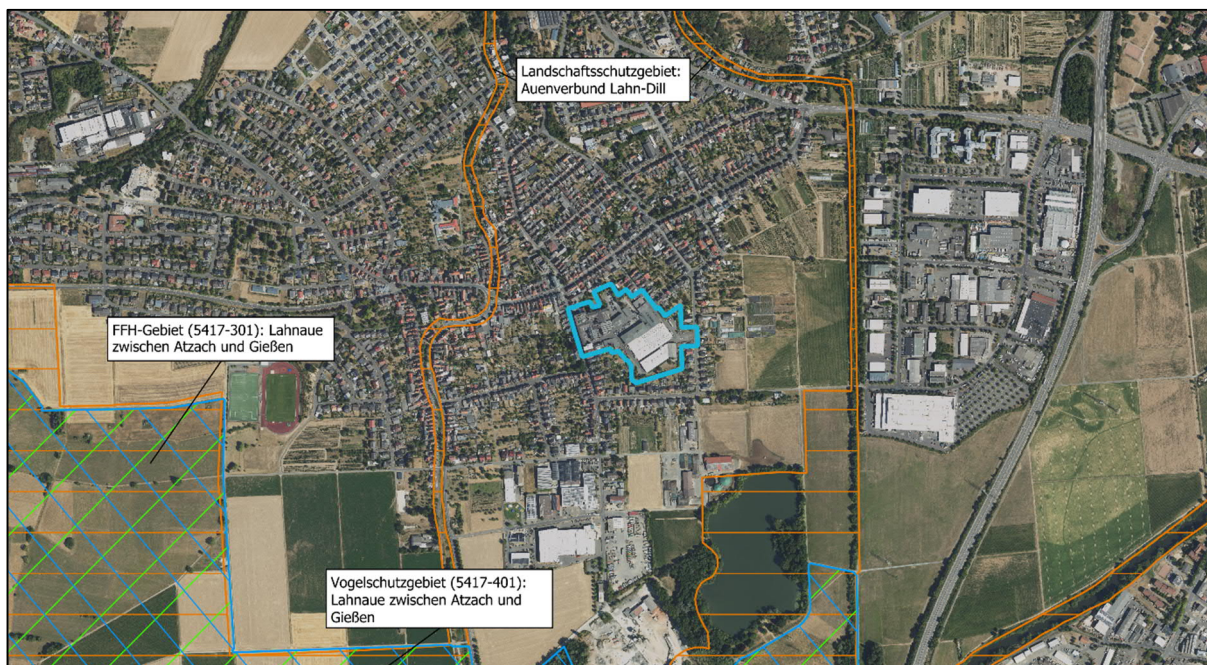 Landschaftsschutzgebiet:
Auenverbund Lahn-Dill
FFH-Gebiet (5417-301): Lahnaue
zwischen Atzach und Gießen
Vogelschutzgebiet (5417-401):
Lahnaue zwischen Atzach und
Gießen